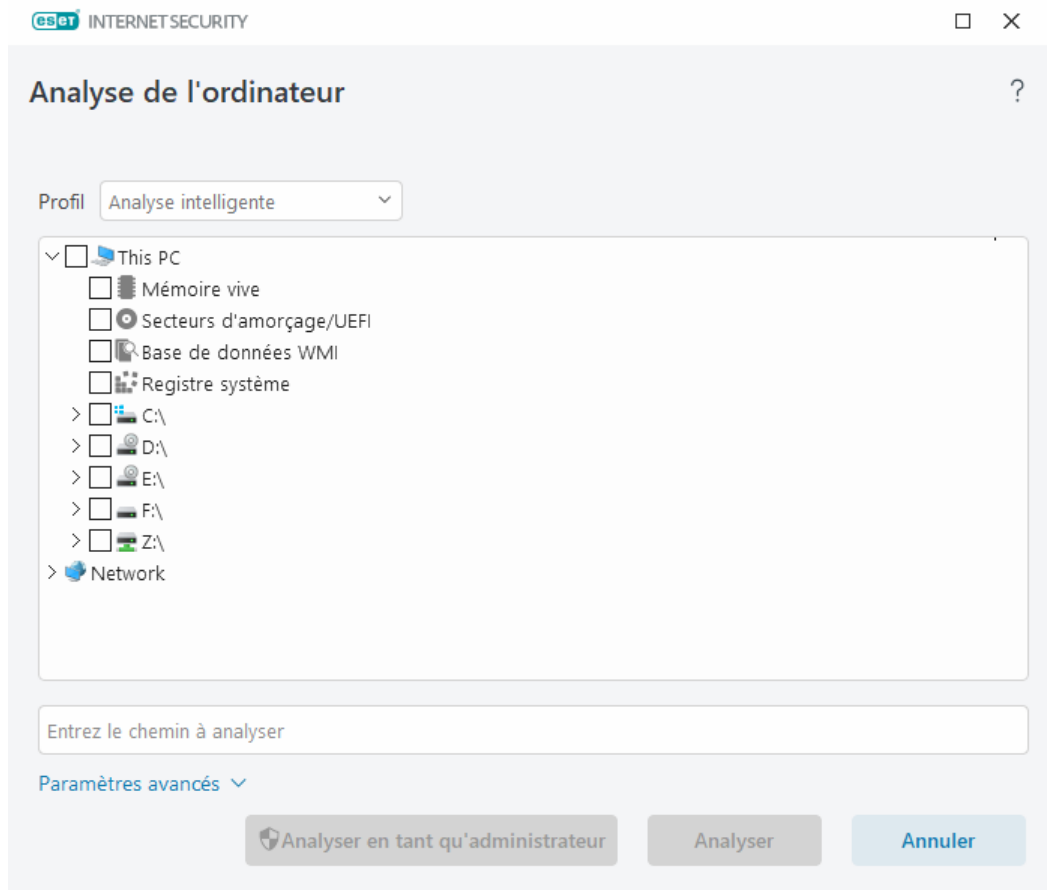 eset INTERNET SECURITY
Analyse de l'ordinateur
?
Profil Analyse intelligente
This PC
Mémoire vive
Secteurs d'amorçage/UEFI
Base de données WMI
Registre système
C:\
D:\
E:\
F:\
Z:\
Network
Entrez le chemin à analyser
Paramètres avancés
Analyser en tant qu'administrateur Analyser Annuler